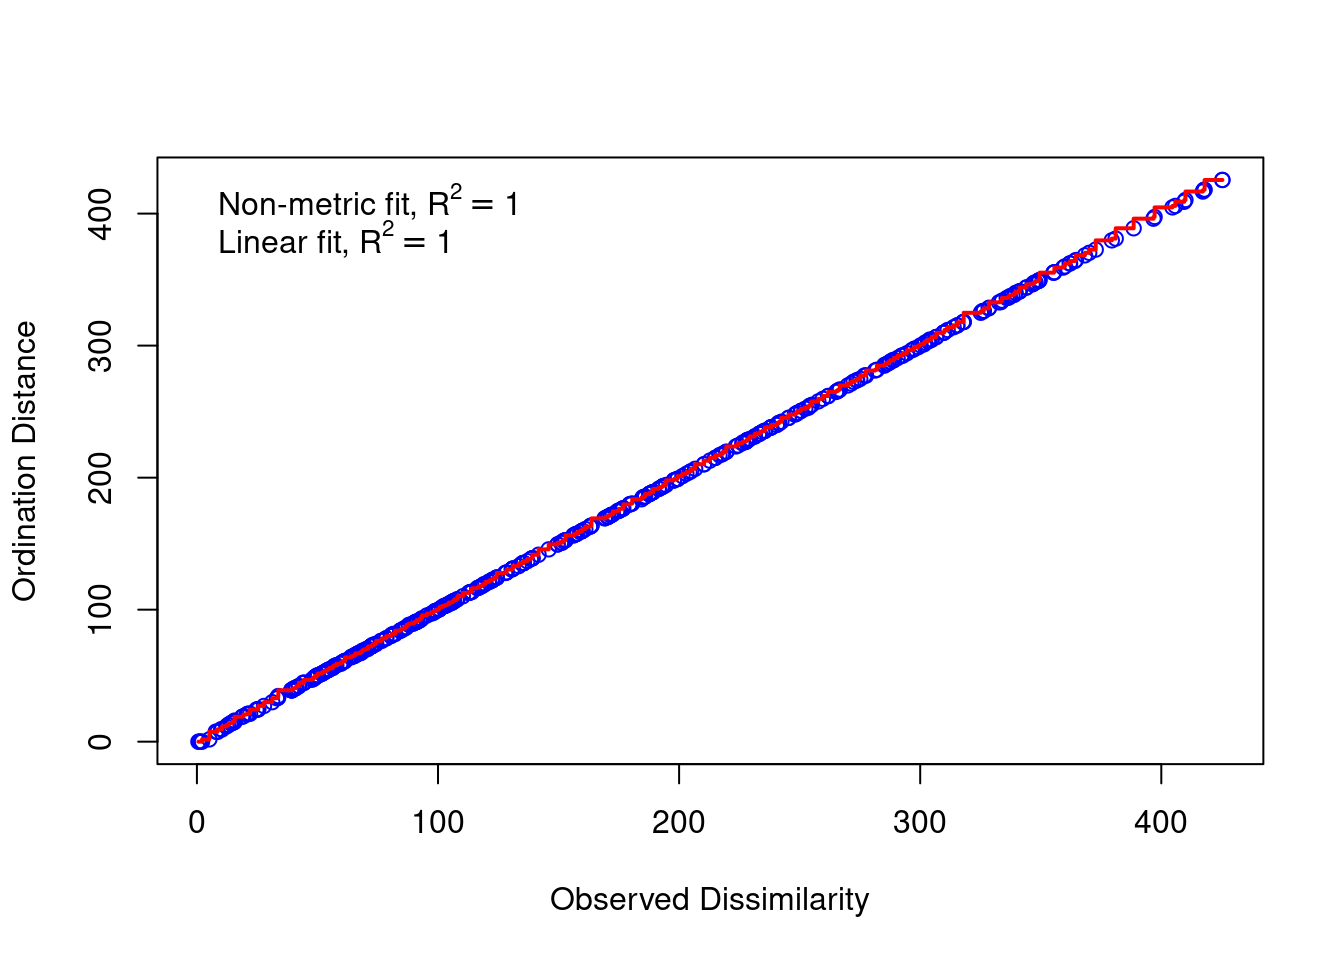 Non-metric fit, R² = 1
Linear fit, R² = 1
400
300
200
100
0
Ordination Distance
0 100 200 300 400
Observed Dissimilarity